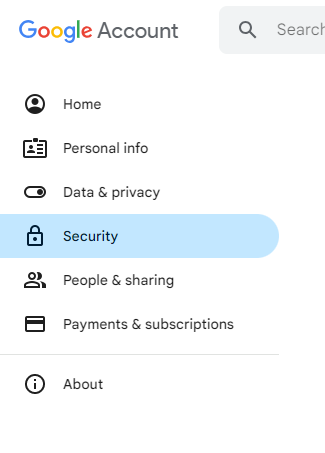 Google Account
Search
Home
Personal info
Data & privacy
Security
People & sharing
Payments & subscriptions
About